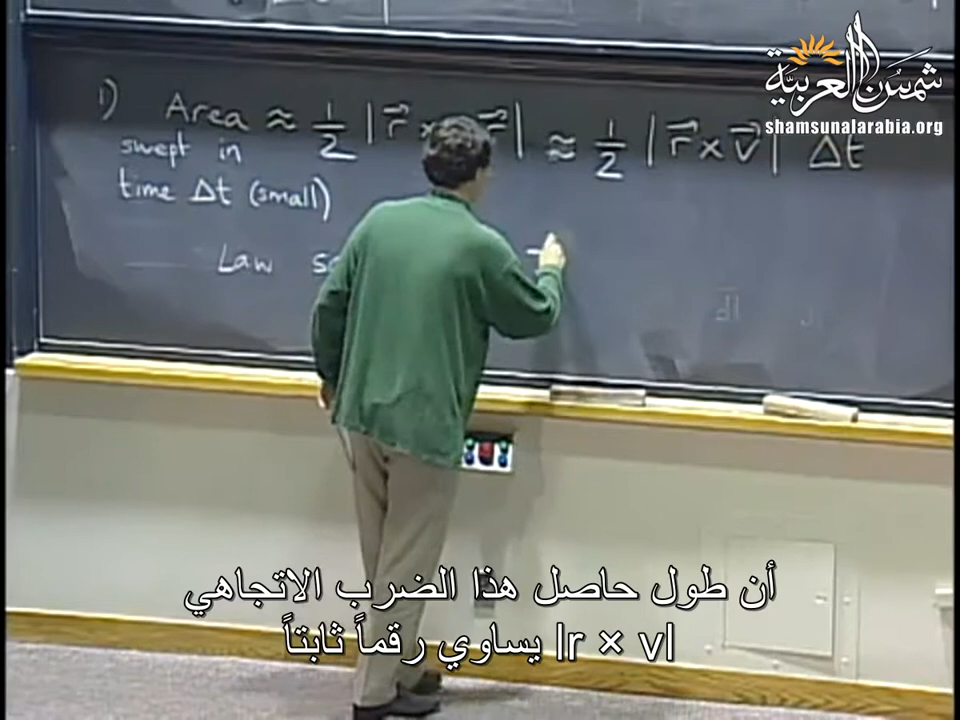 شمس العربية
shamsunalarabia.org
1) Area ≈ 1/2 |r⃗ × r⃗| ≈ 1/2 |r⃗ × v⃗| Δt
swept in
time Δt (small)
Law
أن طول حاصل هذا الضرب الاتجاهي
|r × v| يساوي رقماً ثابتاً